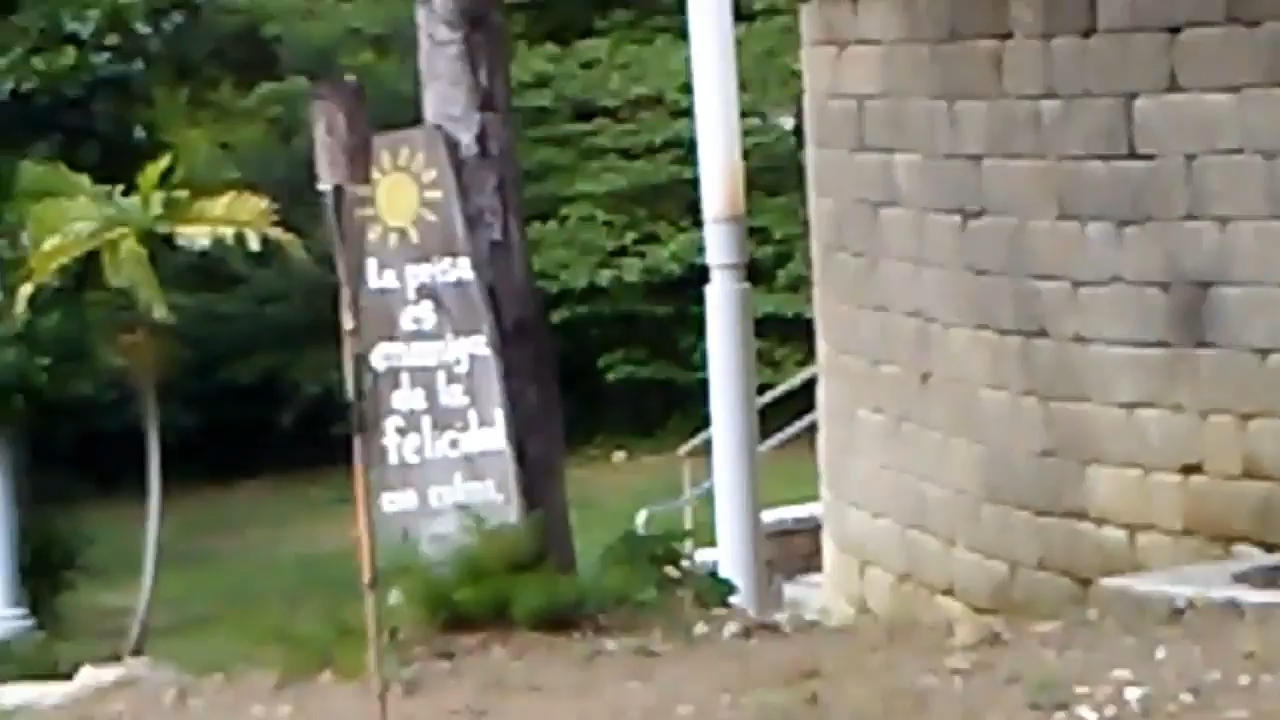 La prisa
es
enemiga
de la
felicidad